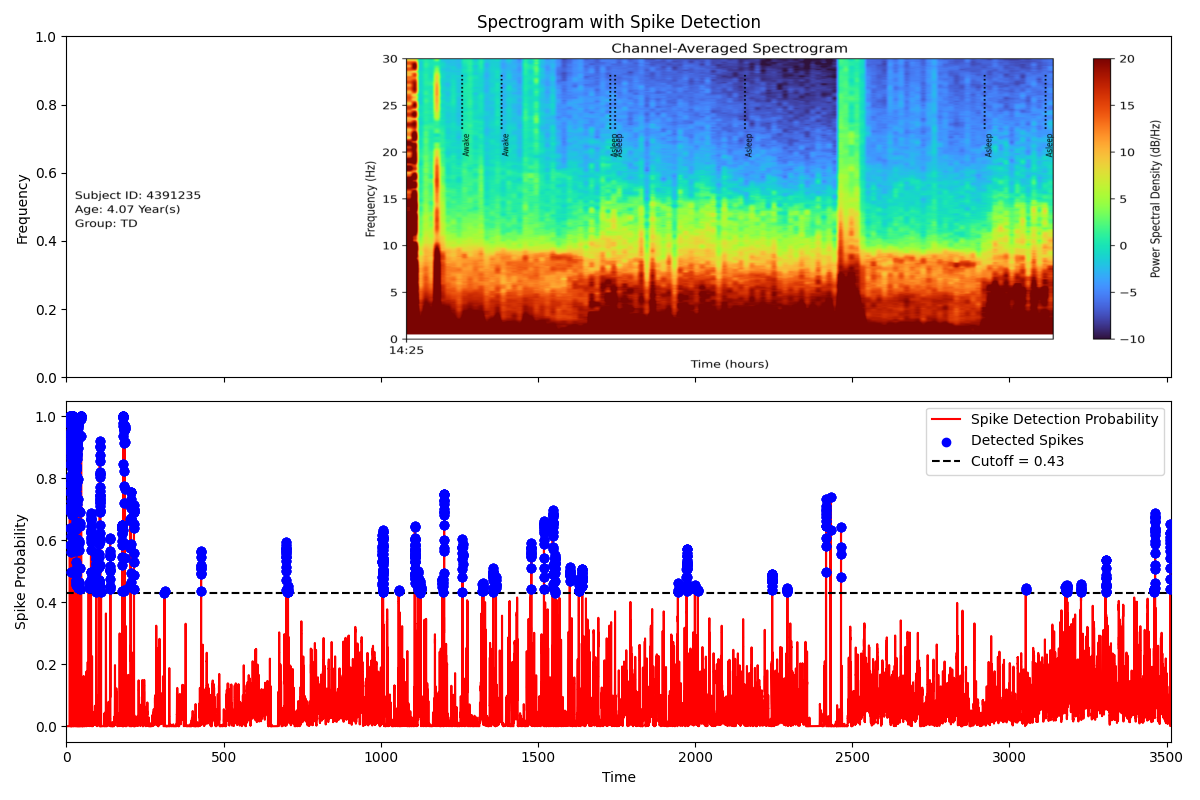 Spectrogram with Spike Detection
1.0
0.8
0.6
0.4
0.2
0.0
Frequency
Subject ID: 4391235
Age: 4.07 Year(s)
Group: TD
Channel-Averaged Spectrogram
30
25
20
15
10
5
0
Frequency (Hz)
Awake
Awake
Asleep
Asleep
Asleep
Asleep
Asleep
14:25
Time (hours)
20
15
10
5
0
−5
−10
Power Spectral Density (dB/Hz)
1.0
0.8
0.6
0.4
0.2
0.0
Spike Probability
Spike Detection Probability
Detected Spikes
Cutoff = 0.43
0 500 1000 1500 2000 2500 3000 3500
Time